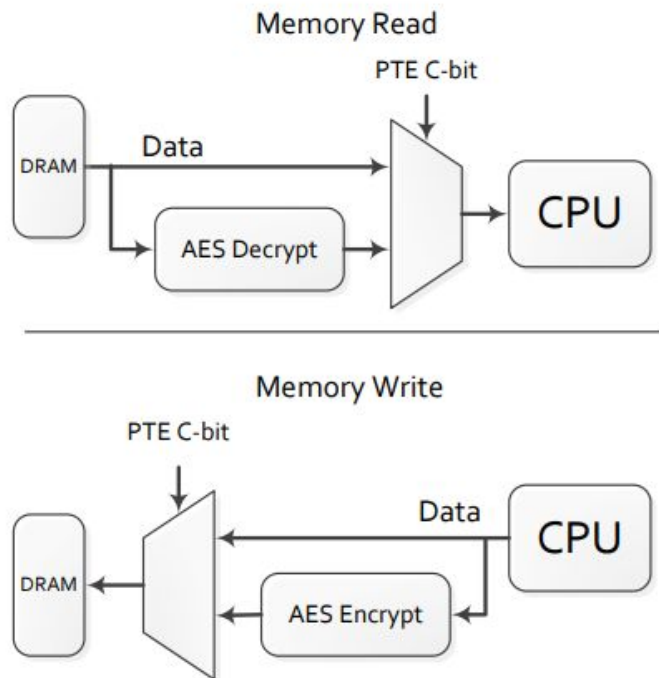 Memory Read
PTE C-bit
DRAM
Data
AES Decrypt
CPU
Memory Write
PTE C-bit
DRAM
Data
AES Encrypt
CPU